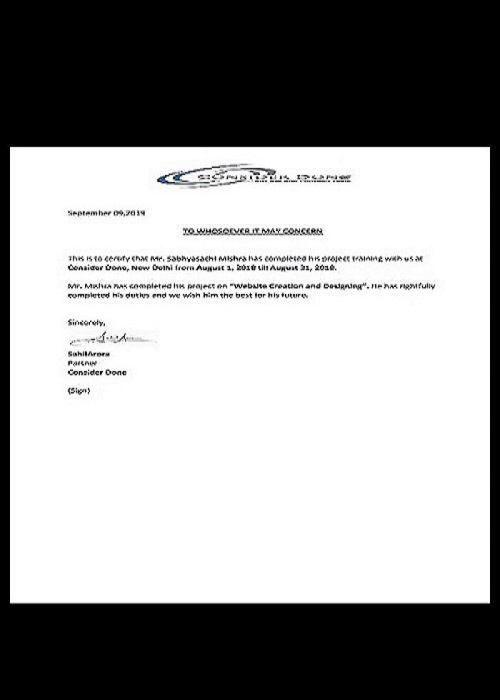 CONSIDER DONE
September 09,2019
TO WHOSOEVER IT MAY CONCERN
This is to certify that Mr. Sabhyasachi Mishra has completed his project training with us at
Consider Done, New Delhi from August 1, 2018 till August 31, 2018.
Mr. Mishra has completed his project on "Website Creation and Designing". He has rightfully
completed his duties and we wish him the best for his future.
Sincerely,
SahilArora
Partner
Consider Done
(Sign)